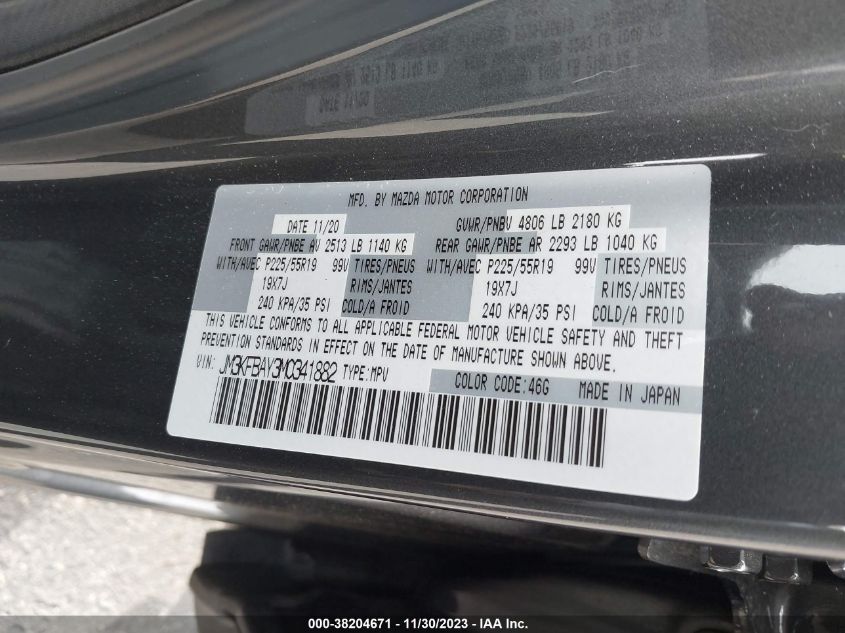 MFD. BY MAZDA MOTOR CORPORATION
DATE 11/20 GVWR/PNBV 4806 LB 2180 KG
FRONT GAWR/PNBE AV 2513 LB 1140 KG REAR GAWR/PNBE AR 2293 LB 1040 KG
WITH/AVEC P225/55R19 99V TIRES/PNEUS WITH/AVEC P225/55R19 99V TIRES/PNEUS
19X7J RIMS/JANTES 19X7J RIMS/JANTES
240 KPA/35 PSI COLD/A FROID 240 KPA/35 PSI COLD/A FROID
THIS VEHICLE CONFORMS TO ALL APPLICABLE FEDERAL MOTOR VEHICLE SAFETY AND THEFT
PREVENTION STANDARDS IN EFFECT ON THE DATE OF MANUFACTURE SHOWN ABOVE.
VIN: JM3KFBAY3M0341882 TYPE:MPV
COLOR CODE:46G MADE IN JAPAN
000-38204671 - 11/30/2023 - IAA Inc.